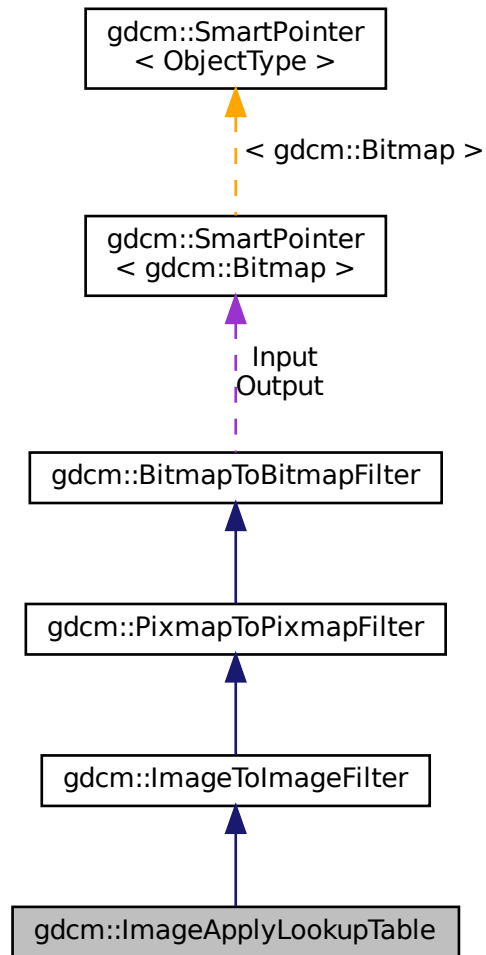 gdcm::SmartPointer
< ObjectType >
< gdcm::Bitmap >
gdcm::SmartPointer
< gdcm::Bitmap >
Input
Output
gdcm::BitmapToBitmapFilter
gdcm::PixmapToPixmapFilter
gdcm::ImageToImageFilter
gdcm::ImageApplyLookupTable